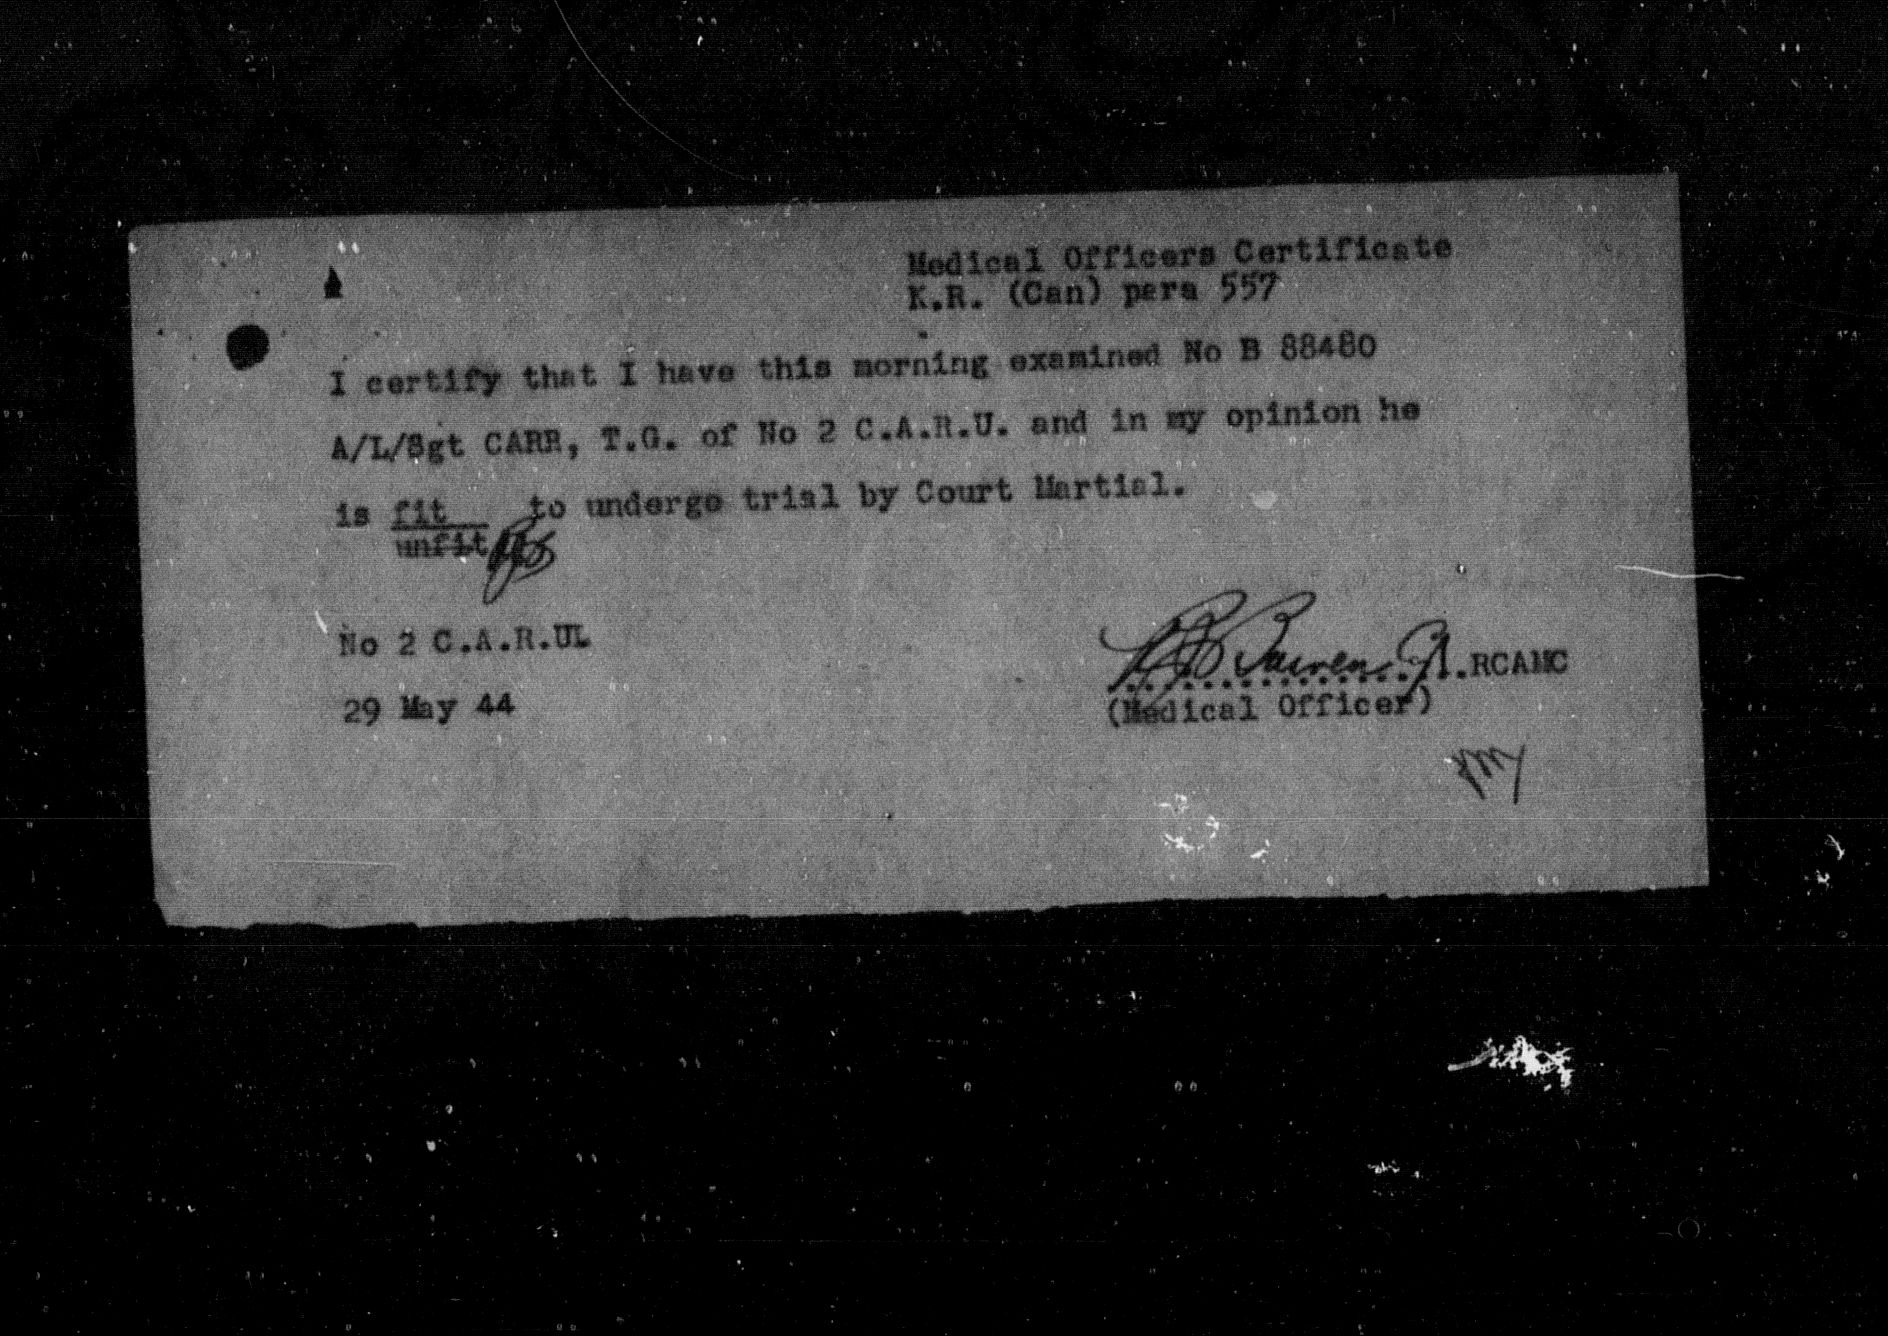 Medical Officers Certificate
K.R. (Can) para 557
I certify that I have this morning examined No B 88480
A/L/Sgt CARR, T.G. of No 2 C.A.R.U. and in my opinion he
is fit to undergo trial by Court Martial.
unfit
No 2 C.A.R.U.
29 May 44
RCAMC
(Medical Officer)